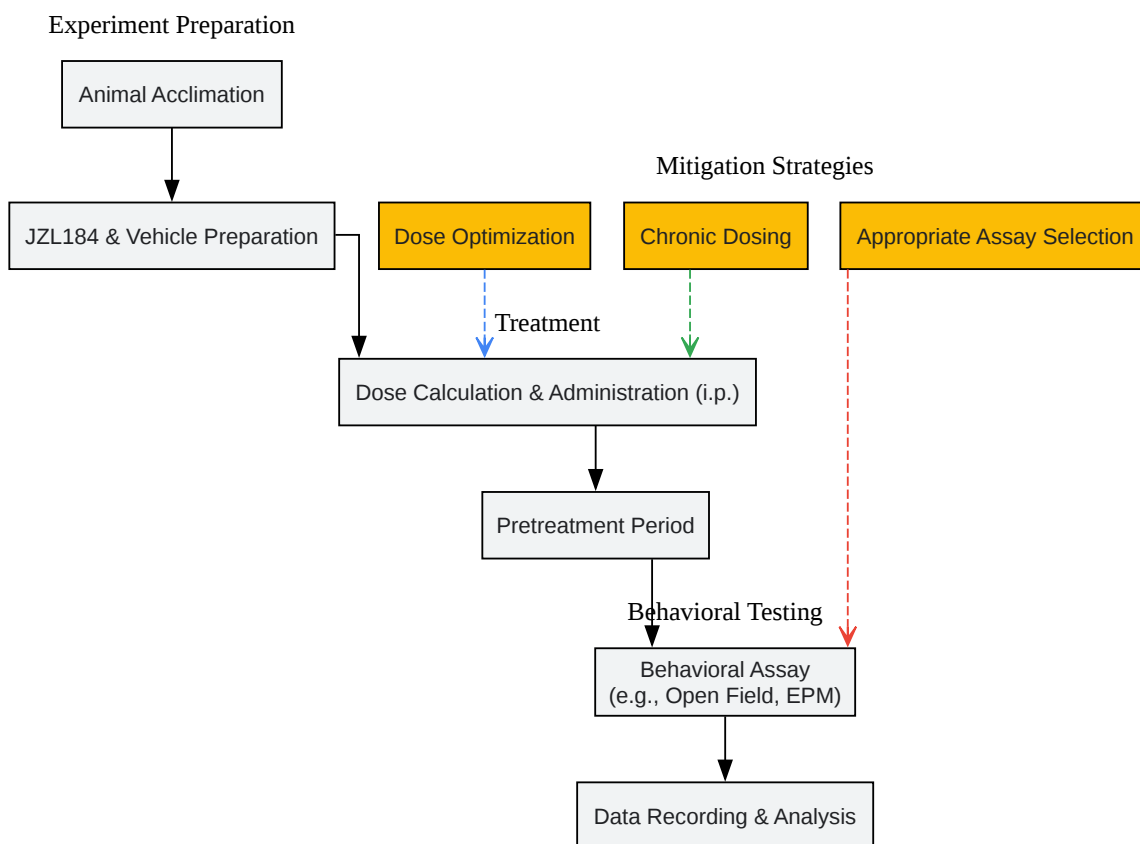 Experiment Preparation
Animal Acclimation
Mitigation Strategies
JZL184 & Vehicle Preparation
Dose Optimization
Chronic Dosing
Appropriate Assay Selection
Treatment
Dose Calculation & Administration (i.p.)
Pretreatment Period
Behavioral Testing
Behavioral Assay
(e.g., Open Field, EPM)
Data Recording & Analysis